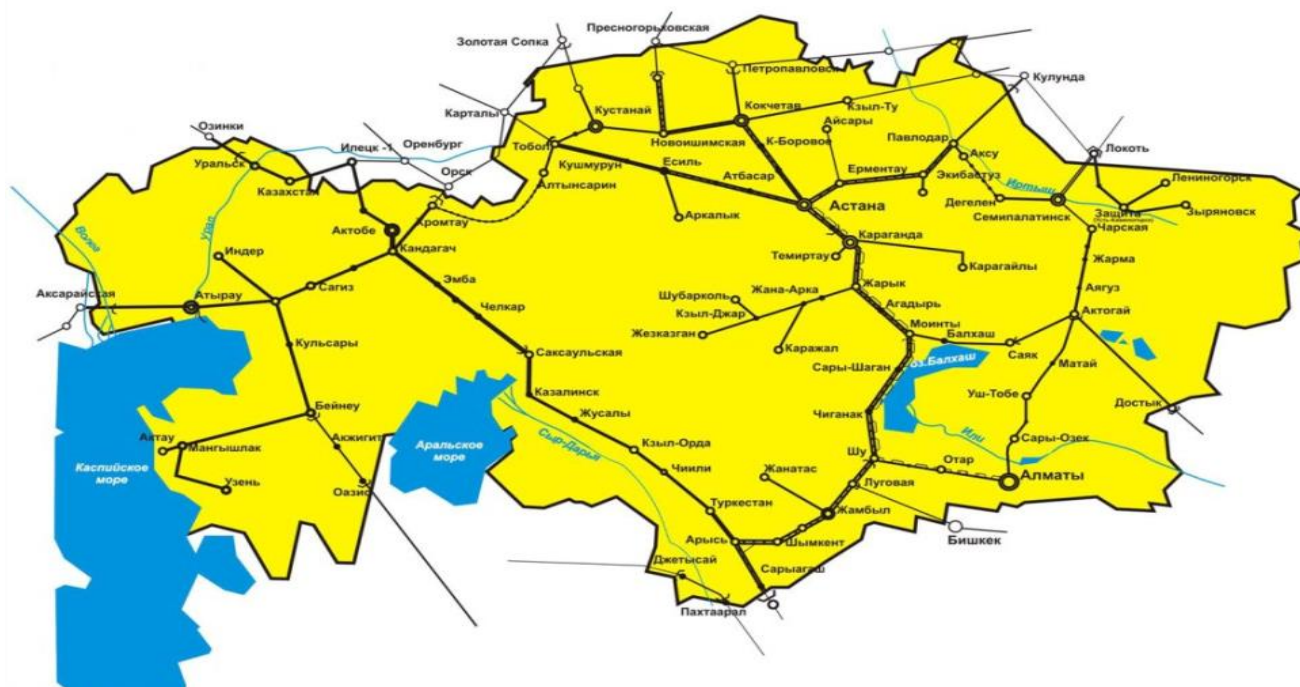 Пресногорьковская
Золотая Сопка
Петропавловск
Кулунда
Карталы
Кустанай
Кокчетав
Кзыл-Ту
Айсары
Озинки
Оренбург
Илецк -1
Тобол
Новоишимская
К-Боровое
Павлодар
Уральск
Орск
Кушмурун
Есиль
Аксу
Локоть
Казахстан
Алтынсарин
Атбасар
Ерментау
Экибастуз
Иртыш
Лениногорск
Хромтау
Аркалык
Астана
Дегелен
Семипалатинск
Защита
(Усть-Каменогорск)
Зыряновск
Волга
Урал
Актобе
Чарская
Индер
Кандагач
Караганда
Темиртау
Карагайлы
Жарма
Эмба
Аксарайская
Атырау
Сагиз
Челкар
Шубарколь
Жана-Арка
Жарык
Аягуз
Кзыл-Джар
Агадырь
Жезказган
Моинты
Балхаш
Актогай
Кульсары
Саксаульская
Каражал
Саяк
оз.Балхаш
Сары-Шаган
Матай
Казалинск
Уш-Тобе
Бейнеу
Жусалы
Чиганак
Достык
Актау
Мангышлак
Акжигит
Аральское
море
Сыр-Дарья
Кзыл-Орда
Или
Сары-Озек
Каспийское
море
Узень
Оазис
Чиили
Жанатас
Шу
Отар
Луговая
Алматы
Туркестан
Жамбыл
Арысь
Шымкент
Бишкек
Джетысай
Сарыагаш
Пахтаарал